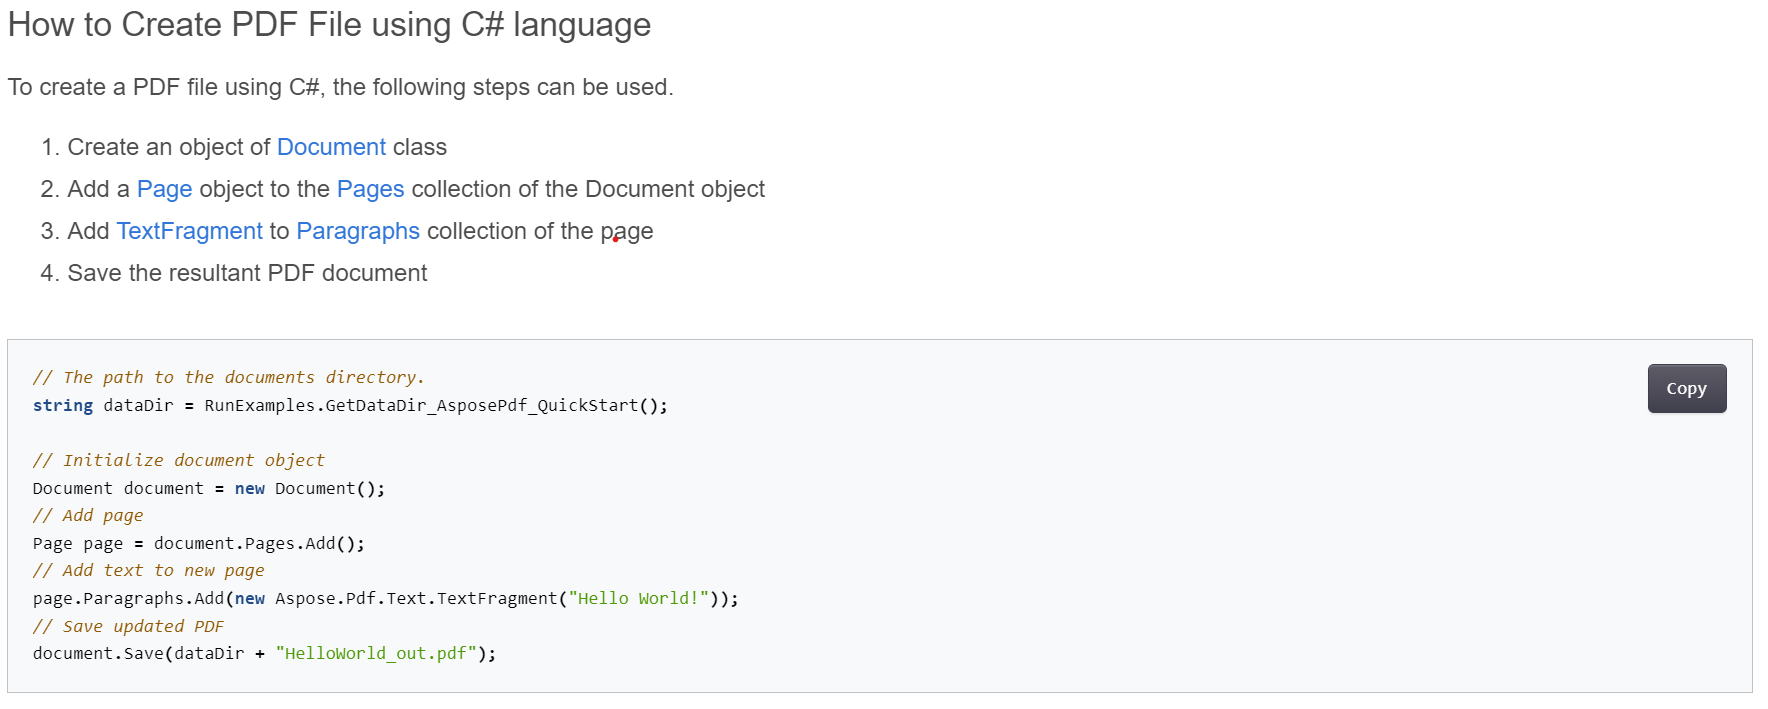 How to Create PDF File using C# language
To create a PDF file using C#, the following steps can be used.
1. Create an object of Document class
2. Add a Page object to the Pages collection of the Document object
3. Add TextFragment to Paragraphs collection of the page
4. Save the resultant PDF document
// The path to the documents directory.
Copy
string dataDir = RunExamples.GetDataDir_AsposePdf_QuickStart();
// Initialize document object
Document document = new Document();
// Add page
Page page = document.Pages.Add();
// Add text to new page
page.Paragraphs.Add(new Aspose.Pdf.Text.TextFragment("Hello World!"));
// Save updated PDF
document.Save(dataDir + "HelloWorld_out.pdf");